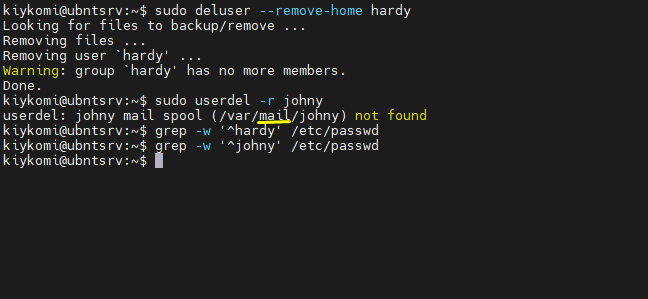 kiykomi@ubntsrv:~$ sudo deluser --remove-home hardy
Looking for files to backup/remove ...
Removing files ...
Removing user `hardy' ...
Warning: group `hardy' has no more members.
Done.
kiykomi@ubntsrv:~$ sudo userdel -r johny
userdel: johny mail spool (/var/mail/johny) not found
kiykomi@ubntsrv:~$ grep -w '^hardy' /etc/passwd
kiykomi@ubntsrv:~$ grep -w '^johny' /etc/passwd
kiykomi@ubntsrv:~$